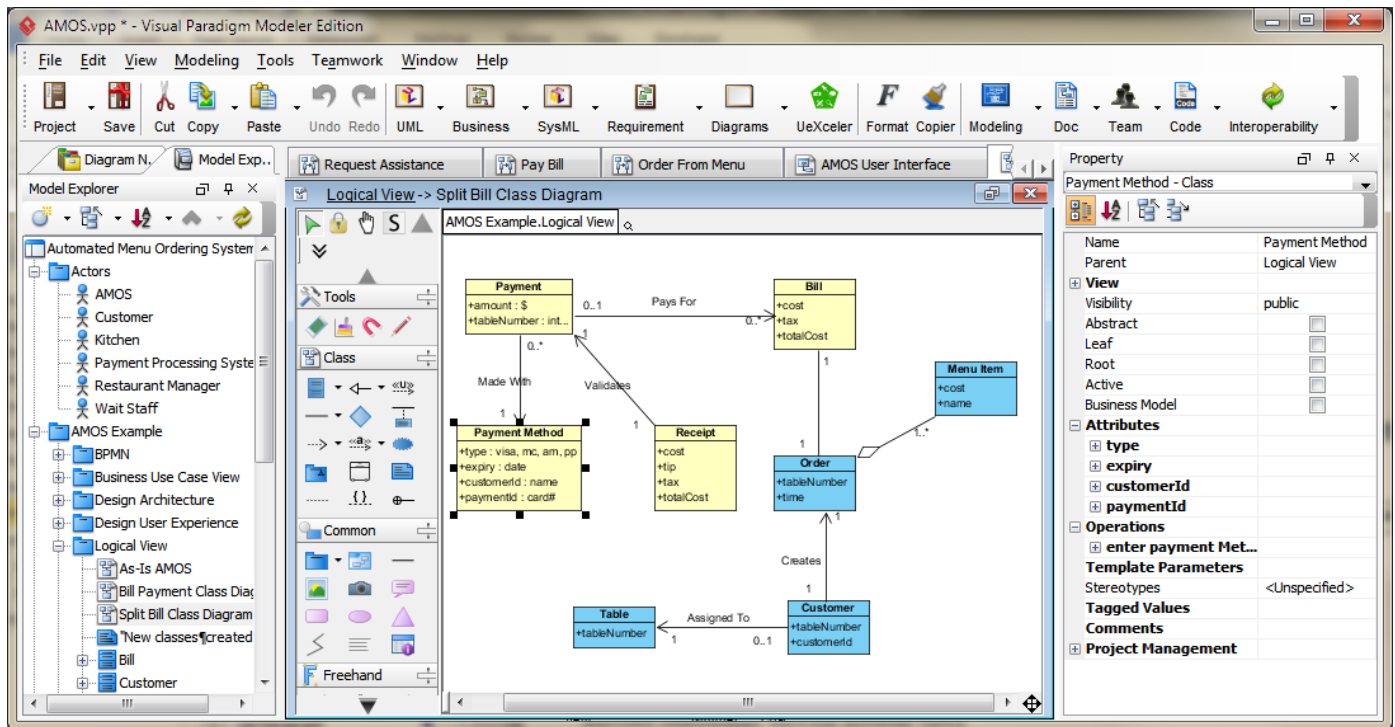 AMOS.vpp * - Visual Paradigm Modeler Edition
File Edit View Modeling Tools Teamwork Window Help
Project Save Cut Copy Paste Undo Redo UML Business SysML Requirement Diagrams UeXceler Format Copier Modeling Doc Team Code Interoperability
Diagram N. Model Exp..
Request Assistance Pay Bill Order From Menu AMOS User Interface
Model Explorer
Automated Menu Ordering System
Actors
AMOS
Customer
Kitchen
Payment Processing Syste
Restaurant Manager
Wait Staff
AMOS Example
BPMN
Business Use Case View
Design Architecture
Design User Experience
Logical View
As-Is AMOS
Bill Payment Class Diag
Split Bill Class Diagram
"New classes¶created
Bill
Customer
Logical View -> Split Bill Class Diagram
S
AMOS Example.Logical View
Tools
Class
«U»
«a»
{}
Common
Freehand
Payment
+amount : $
+tableNumber : int...
0..1
Pays For
0..*
Bill
+cost
+tax
+totalCost
0..*
Made With
1
1
Validates
1
Payment Method
+type : visa, mc, am, pp
+expiry : date
+customerId : name
+paymentId : card#
Receipt
+cost
+tip
+tax
+totalCost
1
1
Menu Item
+cost
+name
1..*
Order
+tableNumber
+time
1
Creates
1
Table
+tableNumber
Assigned To
1
0..1
Customer
+tableNumber
+customerId
Property
Payment Method - Class
Name Payment Method
Parent Logical View
View
Visibility public
Abstract
Leaf
Root
Active
Business Model
Attributes
type
expiry
customerId
paymentId
Operations
enter payment Met...
Template Parameters
Stereotypes <Unspecified>
Tagged Values
Comments
Project Management